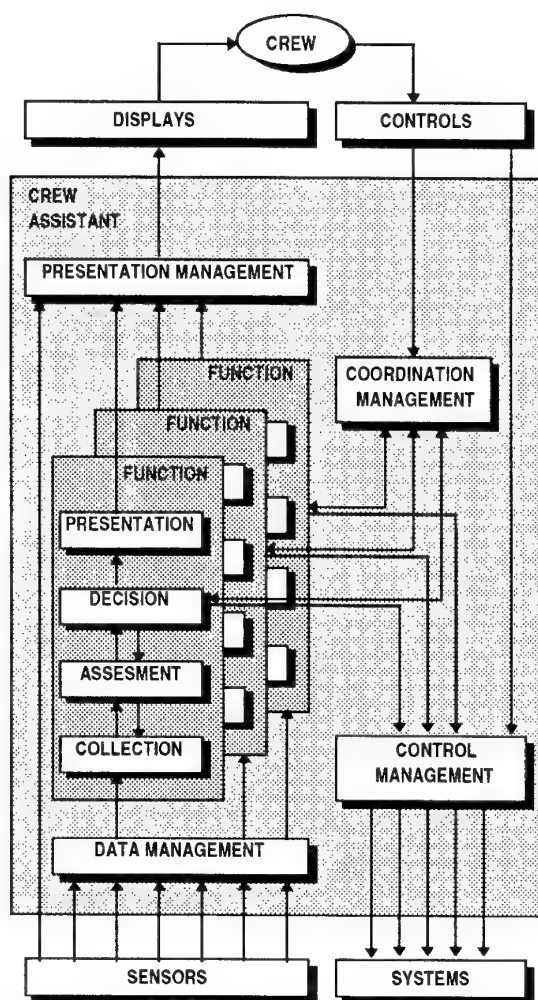 CREW
DISPLAYS
CONTROLS
CREW
ASSISTANT
PRESENTATION MANAGEMENT
FUNCTION
COORDINATION
MANAGEMENT
FUNCTION
FUNCTION
PRESENTATION
DECISION
ASSESMENT
COLLECTION
CONTROL
MANAGEMENT
DATA MANAGEMENT
SENSORS
SYSTEMS